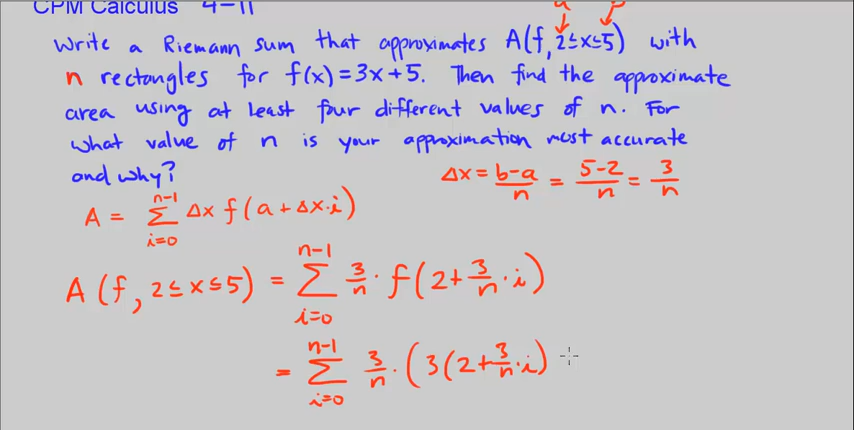 CPM Calculus 4-11
a b
Write a Riemann sum that approximates A(f, 2≤x≤5) with
n rectangles for f(x)=3x+5. Then find the approximate
area using at least four different values of n. For
what value of n is your approximation most accurate
and why?
Δx = b-a/n = 5-2/n = 3/n
A = n-1 Σ i=0 Δx f(a+Δx·i)
A(f, 2≤x≤5) = n-1 Σ i=0 3/n · f(2+3/n·i)
= n-1 Σ i=0 3/n · (3(2+3/n·i)